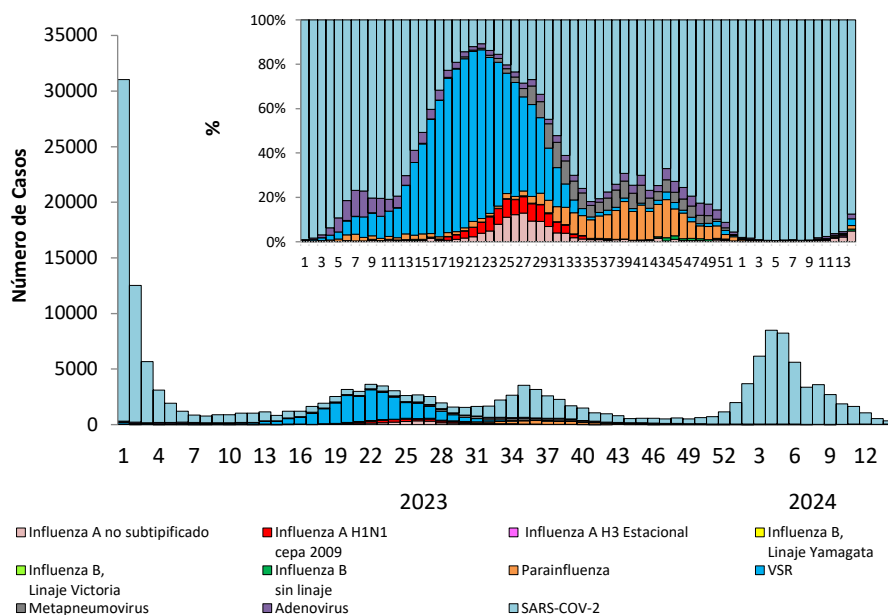 100%
80%
60%
40%
20%
0%
%
1 3 5 7 9 11 13 15 17 19 21 23 25 27 29 31 33 35 37 39 41 43 45 47 49 51 1 3 5 7 9 11 13
35000
30000
25000
20000
15000
10000
5000
0
Número de Casos
1 4 7 10 13 16 19 22 25 28 31 34 37 40 43 46 49 52 3 6 9 12
2023 2024
Influenza A no subtipificado
Influenza A H1N1
cepa 2009
Influenza A H3 Estacional
Influenza B,
Linaje Yamagata
Influenza B,
Linaje Victoria
Influenza B
sin linaje
Parainfluenza
VSR
Metapneumovirus
Adenovirus
SARS-COV-2